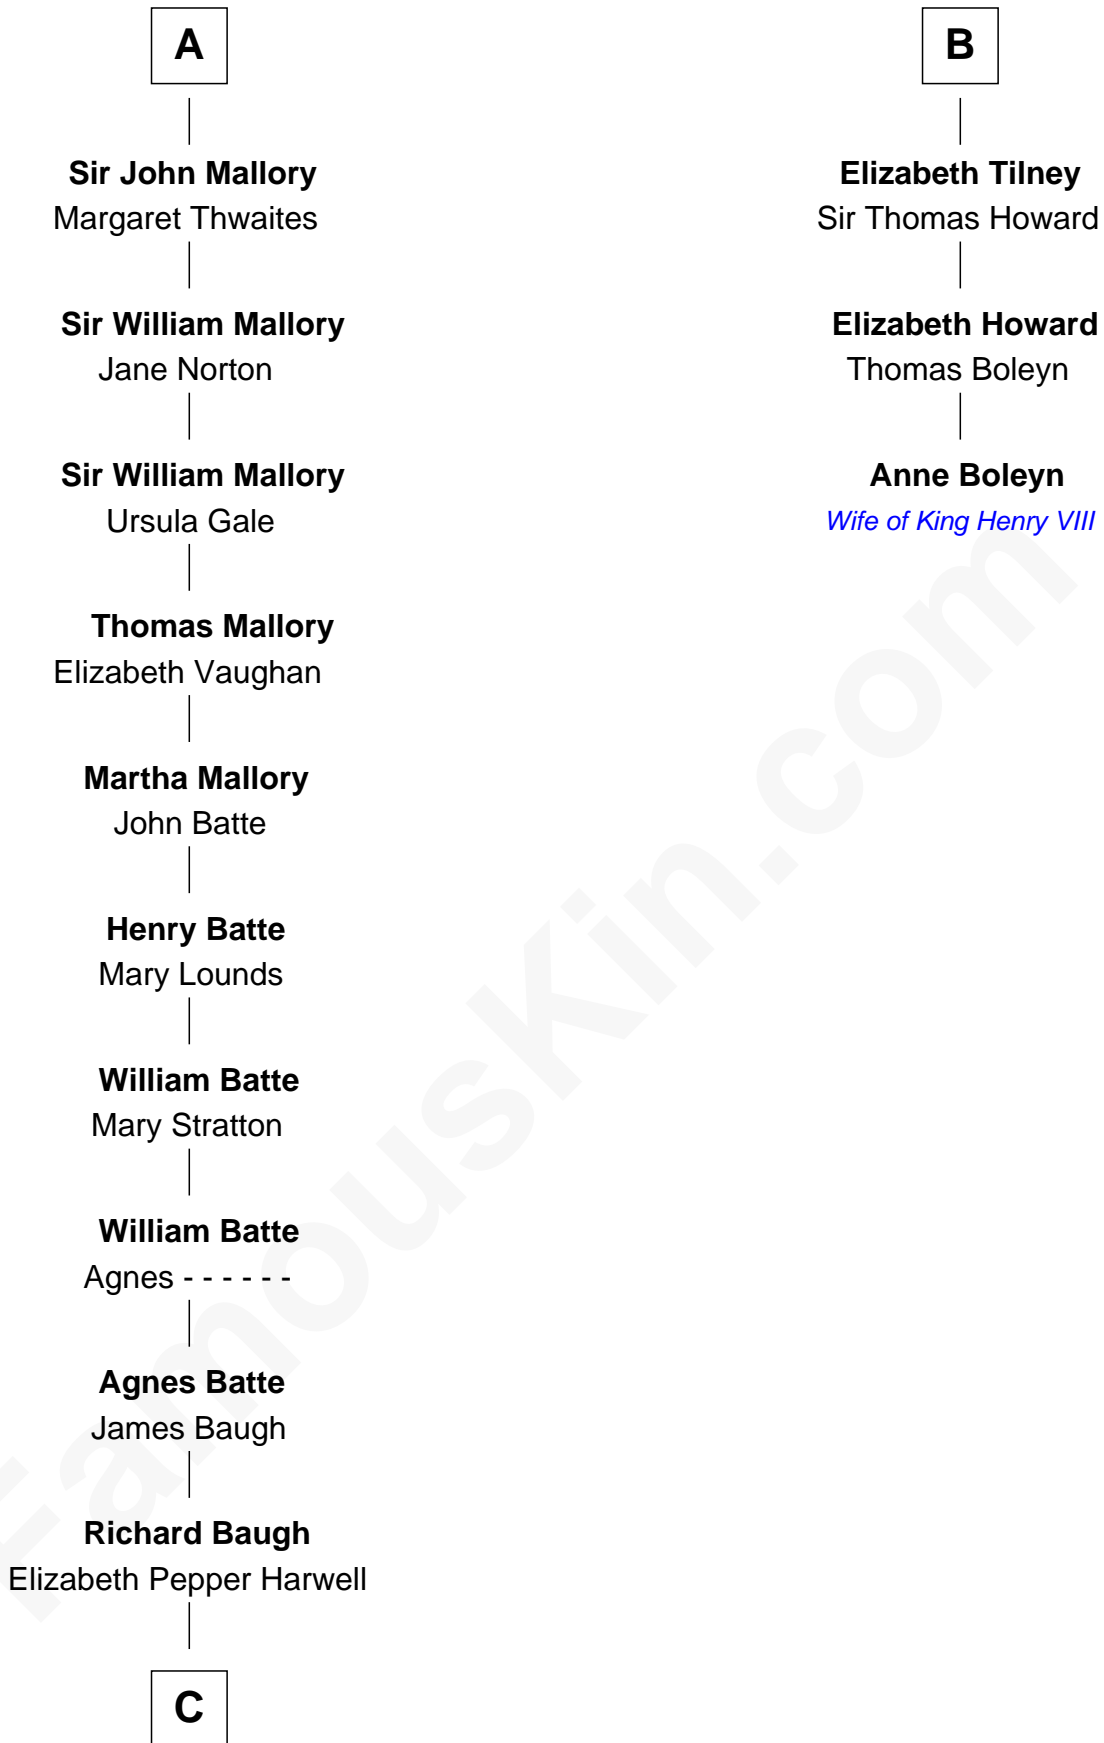 A
Sir John Mallory
Margaret Thwaites
Sir William Mallory
Jane Norton
Sir William Mallory
Ursula Gale
Thomas Mallory
Elizabeth Vaughan
Martha Mallory
John Batte
Henry Batte
Mary Lounds
William Batte
Mary Stratton
William Batte
Agnes - - - - - -
Agnes Batte
James Baugh
Richard Baugh
Elizabeth Pepper Harwell
C
B
Elizabeth Tilney
Sir Thomas Howard
Elizabeth Howard
Thomas Boleyn
Anne Boleyn
Wife of King Henry VIII
FamousKin.com